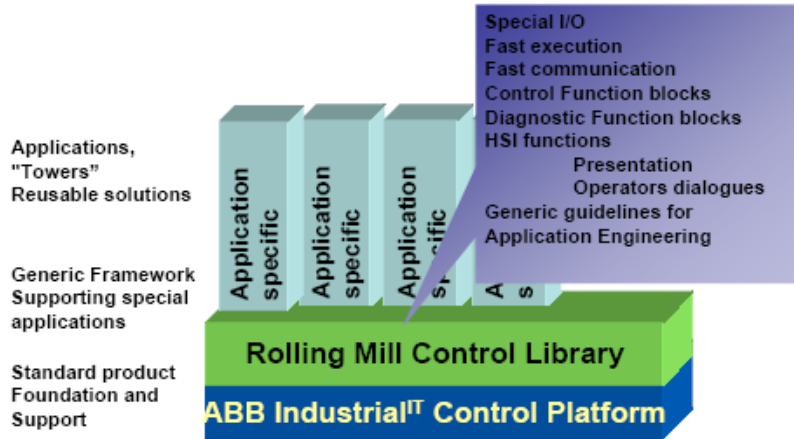 Special I/O
Fast execution
Fast communication
Control Function blocks
Diagnostic Function blocks
HSI functions
Presentation
Operators dialogues
Generic guidelines for
Application Engineering
Applications,
"Towers”
Reusable solutions
Generic Framework
Supporting special
applications
Standard product
Foundation and
Support
Application
specific
Application
specific
Application
specific
Rolling Mill Control Library
ABB Industrialᴵᵀ Control Platform